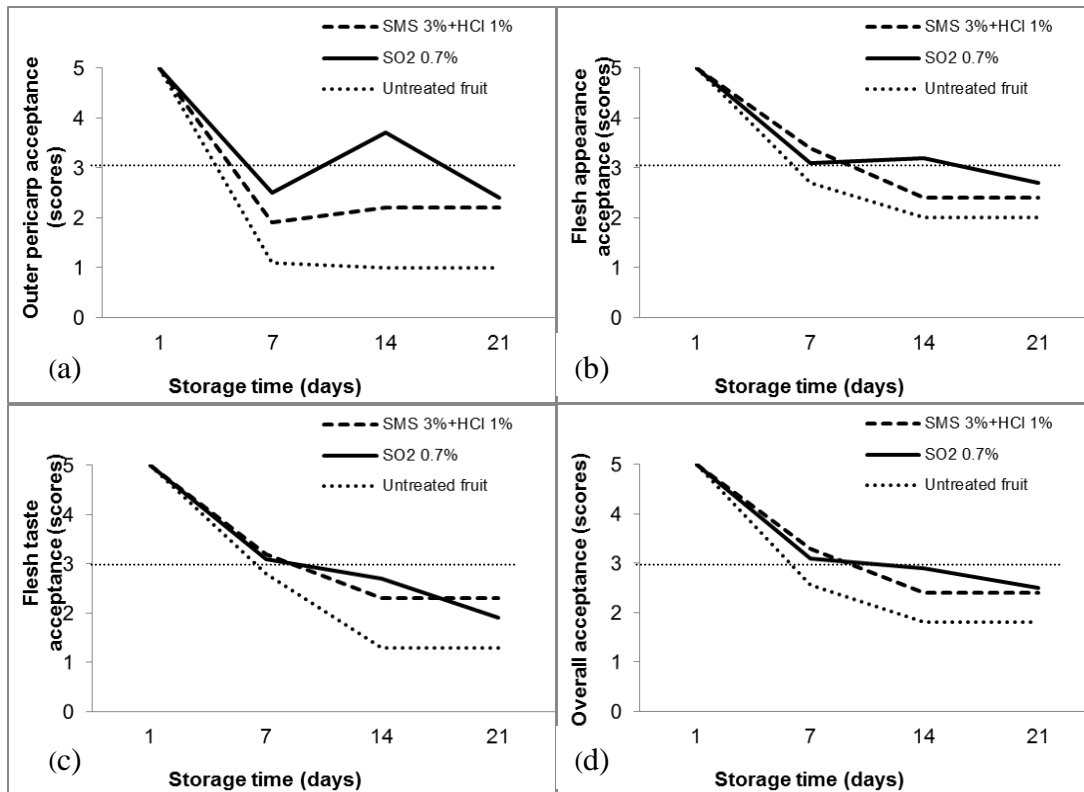 SMS 3%+HCl 1%
SO2 0.7%
Untreated fruit
Outer pericarp acceptance
(scores)
5
4
3
2
1
0
1 7 14 21
(a)
Storage time (days)
SMS 3%+HCl 1%
SO2 0.7%
Untreated fruit
Flesh appearance
acceptance (scores)
5
4
3
2
1
0
1 7 14 21
(b)
Storage time (days)
SMS 3%+HCl 1%
SO2 0.7%
Untreated fruit
Flesh taste
acceptance (scores)
5
4
3
2
1
0
1 7 14 21
(c)
Storage time (days)
SMS 3%+HCl 1%
SO2 0.7%
Untreated fruit
Overall acceptance (scores)
5
4
3
2
1
0
1 7 14 21
(d)
Storage time (days)